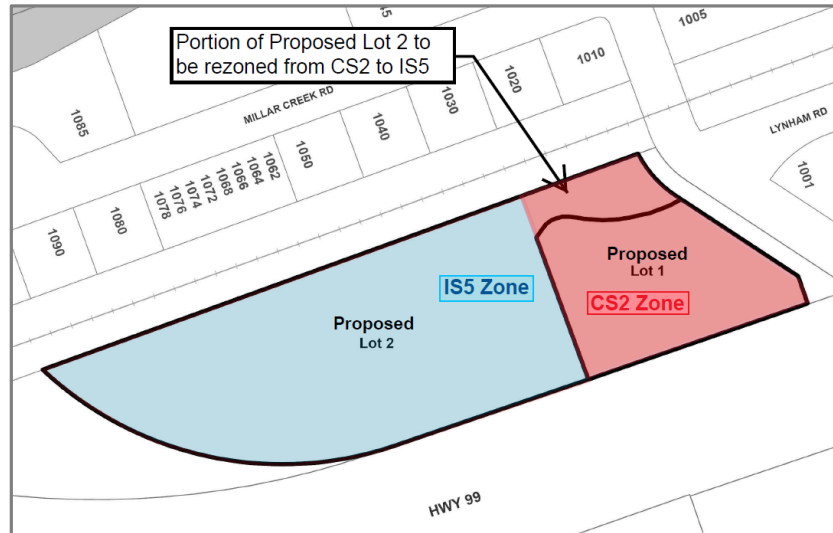 Portion of Proposed Lot 2 to
be rezoned from CS2 to IS5
45
1005
1010
1020
1030
1040
1050
1085
MILLAR CREEK RD
LYNHAM RD
1001
1062
1064
1066
1068
1072
1074
1076
1078
1080
1090
Proposed
Lot 1
IS5 Zone
CS2 Zone
Proposed
Lot 2
HWY 99